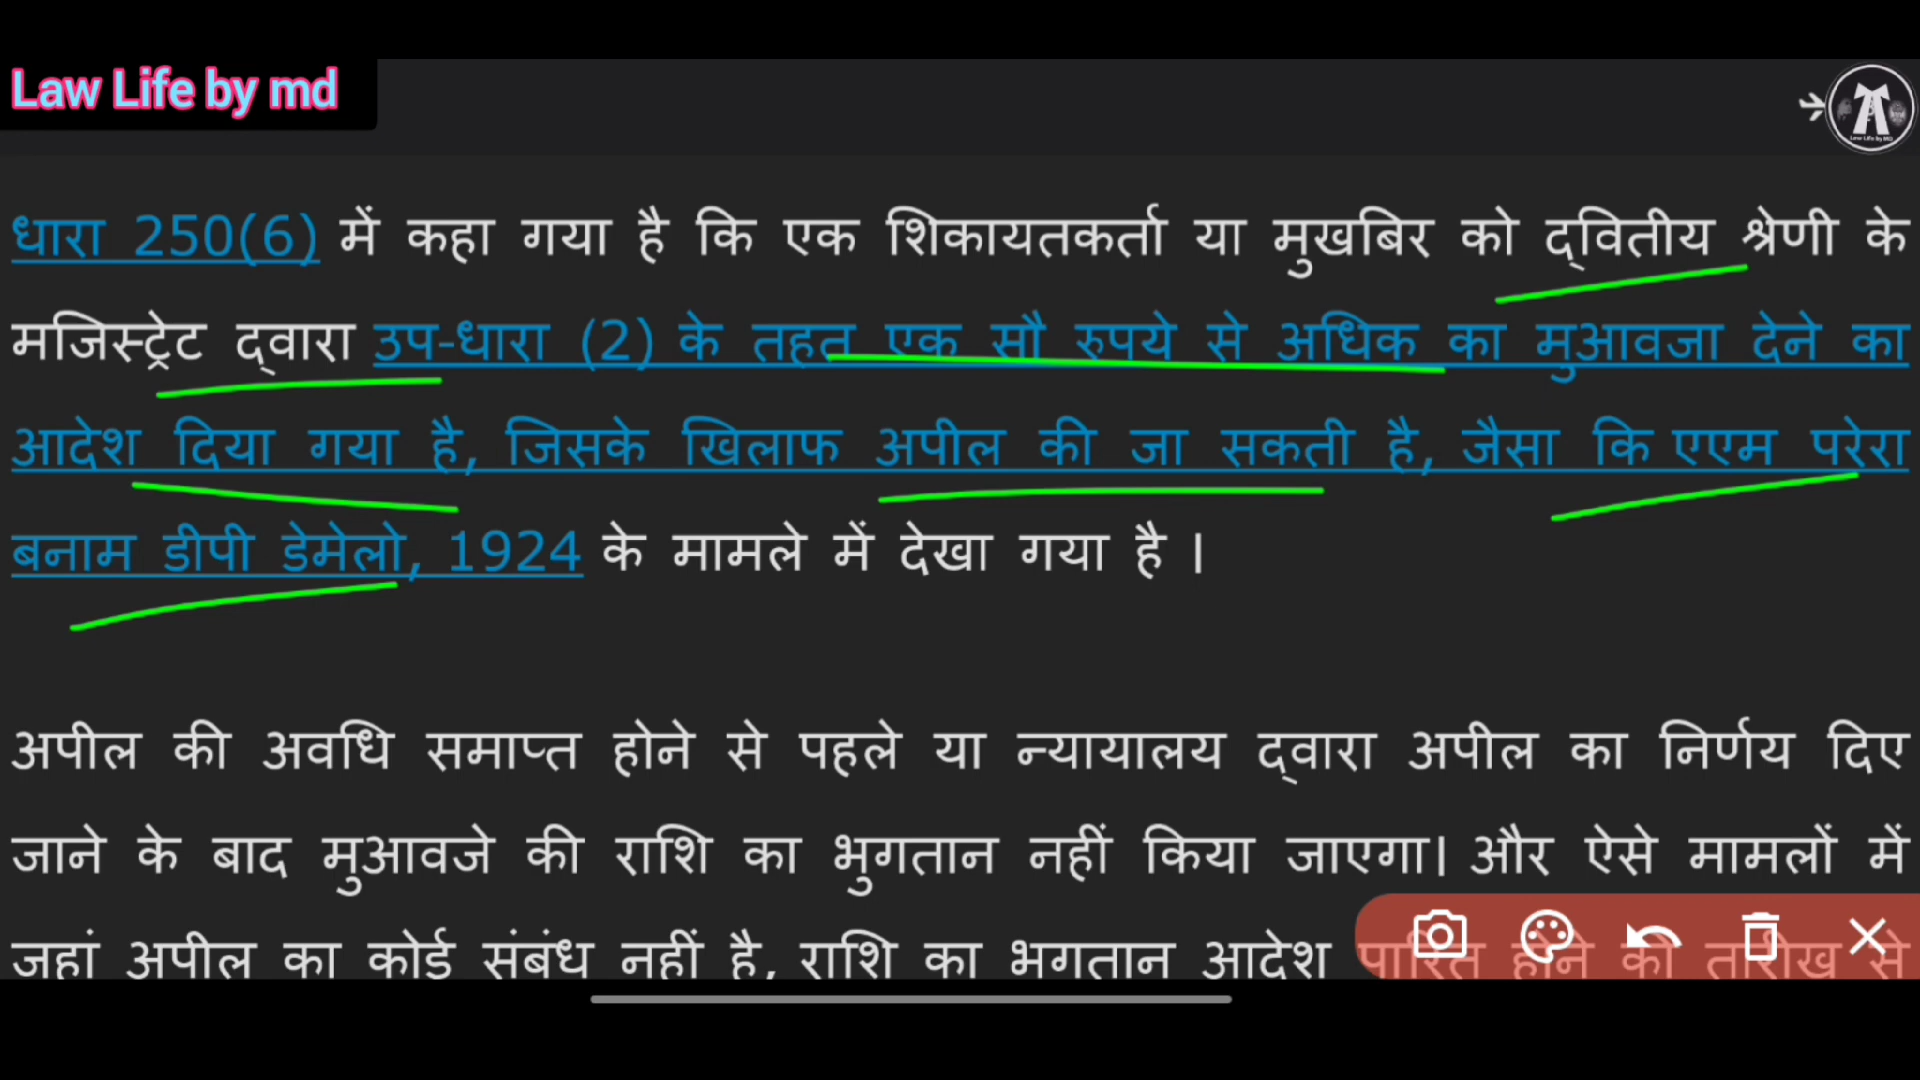 Law Life by md
धारा 250(6) में कहा गया है कि एक शिकायतकर्ता या मुखबिर को द्वितीय श्रेणी के
मजिस्ट्रेट द्वारा उप-धारा (2) के तहत एक सौ रुपये से अधिक का मुआवजा देने का
आदेश दिया गया है, जिसके खिलाफ अपील की जा सकती है, जैसा कि एएम परेरा
बनाम डीपी डेमेलो, 1924 के मामले में देखा गया है ।
अपील की अवधि समाप्त होने से पहले या न्यायालय द्वारा अपील का निर्णय दिए
जाने के बाद मुआवजे की राशि का भुगतान नहीं किया जाएगा। और ऐसे मामलों में
जहां अपील का कोई संबंध नहीं है, राशि का भुगतान आदेश पारित होने की तारीख से